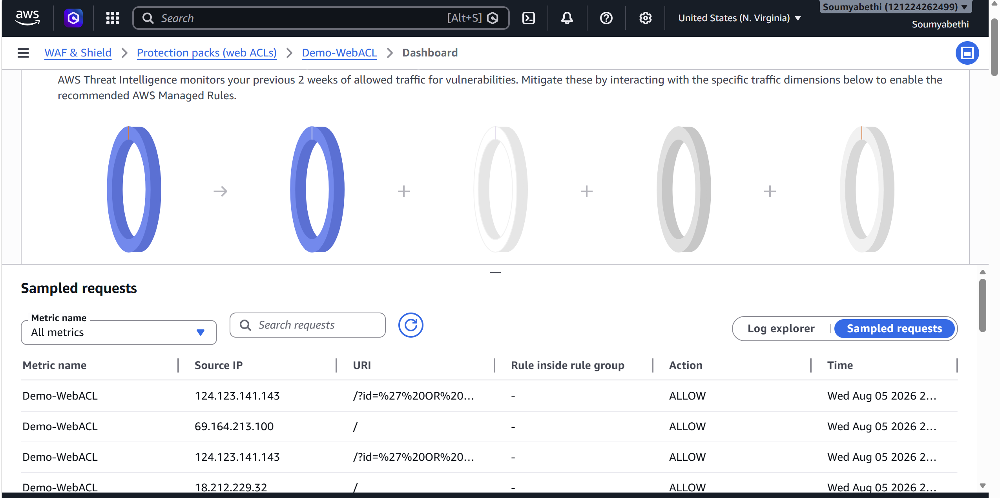 aws
Search
[Alt+S]
United States (N. Virginia)
Soumyabethi (121224262499)
Soumyabethi
WAF & Shield
Protection packs (web ACLs)
Demo-WebACL
Dashboard
AWS Threat Intelligence monitors your previous 2 weeks of allowed traffic for vulnerabilities. Mitigate these by interacting with the specific traffic dimensions below to enable the
recommended AWS Managed Rules.
Sampled requests
Metric name
All metrics
Search requests
Log explorer
Sampled requests
Metric name Source IP URI Rule inside rule group Action Time
Demo-WebACL 124.123.141.143 /?id=%27%20OR%20... - ALLOW Wed Aug 05 2026 2...
Demo-WebACL 69.164.213.100 / - ALLOW Wed Aug 05 2026 2...
Demo-WebACL 124.123.141.143 /?id=%27%20OR%20... - ALLOW Wed Aug 05 2026 2...
Demo-WebACL 18.212.229.32 / - ALLOW Wed Aug 05 2026 2...